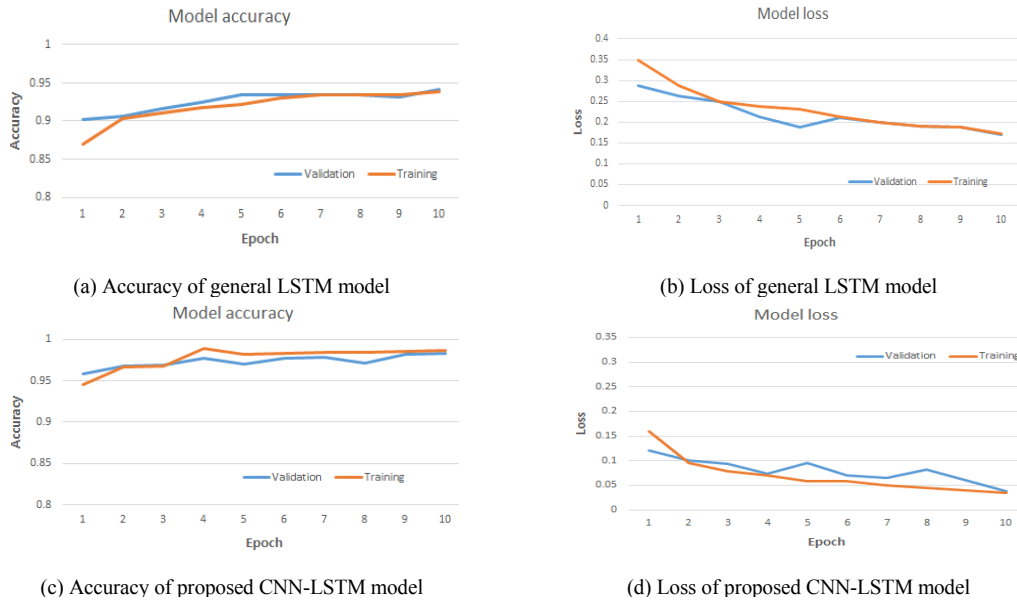 Model accuracy
1
0.95
0.9
0.85
0.8
Accuracy
Validation Training
1 2 3 4 5 6 7 8 9 10
Epoch
(a) Accuracy of general LSTM model
Model loss
0.4
0.35
0.3
0.25
0.2
0.15
0.1
0.05
0
Loss
Validation Training
1 2 3 4 5 6 7 8 9 10
Epoch
(b) Loss of general LSTM model
Model accuracy
1
0.95
0.9
0.85
0.8
Accuracy
Validation Training
1 2 3 4 5 6 7 8 9 10
Epoch
(c) Accuracy of proposed CNN-LSTM model
Model loss
0.35
0.3
0.25
0.2
0.15
0.1
0.05
0
Loss
Validation Training
1 2 3 4 5 6 7 8 9 10
Epoch
(d) Loss of proposed CNN-LSTM model